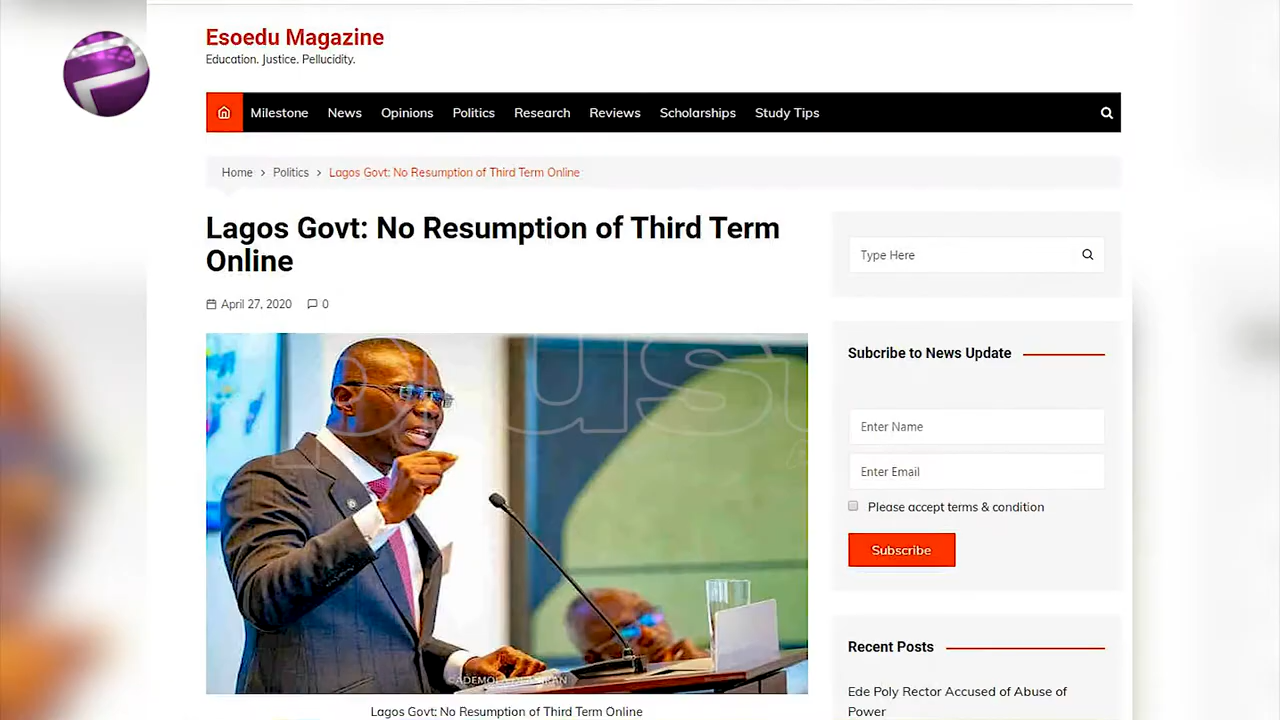 Esoedu Magazine
Education. Justice. Pellucidity.
Milestone News Opinions Politics Research Reviews Scholarships Study Tips
Home > Politics > Lagos Govt: No Resumption of Third Term Online
Lagos Govt: No Resumption of Third Term
Online
April 27, 2020 0
Lagos Govt: No Resumption of Third Term Online
Type Here
Subcribe to News Update
Enter Name
Enter Email
Please accept terms & condition
Subscribe
Recent Posts
Ede Poly Rector Accused of Abuse of
Power